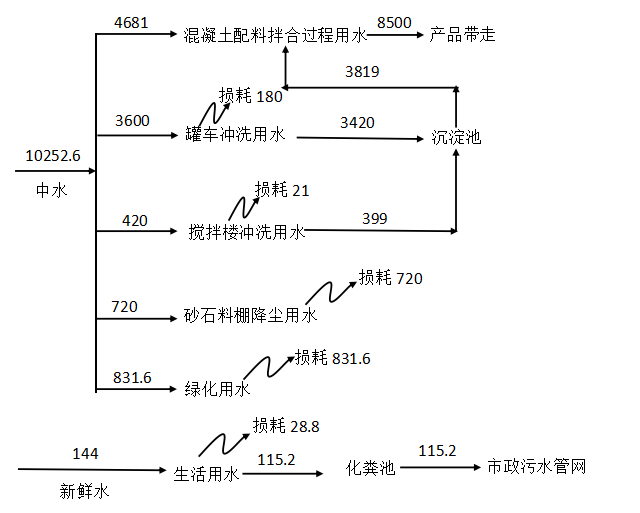 4681
混凝土配料拌合过程用水
8500
产品带走
3819
损耗 180
3600
罐车冲洗用水
3420
沉淀池
10252.6
中水
损耗 21
420
搅拌楼冲洗用水
399
损耗 720
720
砂石料棚降尘用水
损耗 831.6
831.6
绿化用水
损耗 28.8
144
新鲜水
生活用水
115.2
化粪池
115.2
市政污水管网